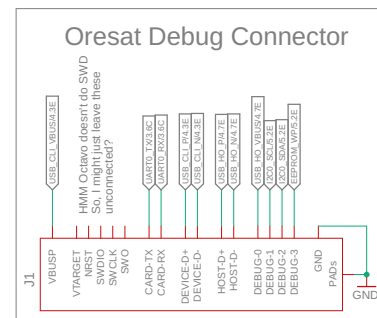 Oresat Debug Connector
USB_CLI_VBUS/4.3E
HMM Octavo doesn't do SWD
So, I might just leave these
unconnected?
UART0_TX/3.6C
UART0_RX/3.6C
USB_CLI_P/4.3E
USB_CLI_N/4.3E
USB_HO_P/4.7E
USB_HO_N/4.7E
USB_HO_VBUS/4.7E
I2C0_SCL/5.2E
I2C0_SDA/5.2E
EEPROM_WP/5.2E
J1
VBUSP
VTARGET
NRST
SWDIO
SWCLK
SWO
CARD-TX
CARD-RX
DEVICE-D+
DEVICE-D-
HOST-D+
HOST-D-
DEBUG-0
DEBUG-1
DEBUG-2
DEBUG-3
GND
PADs
GND